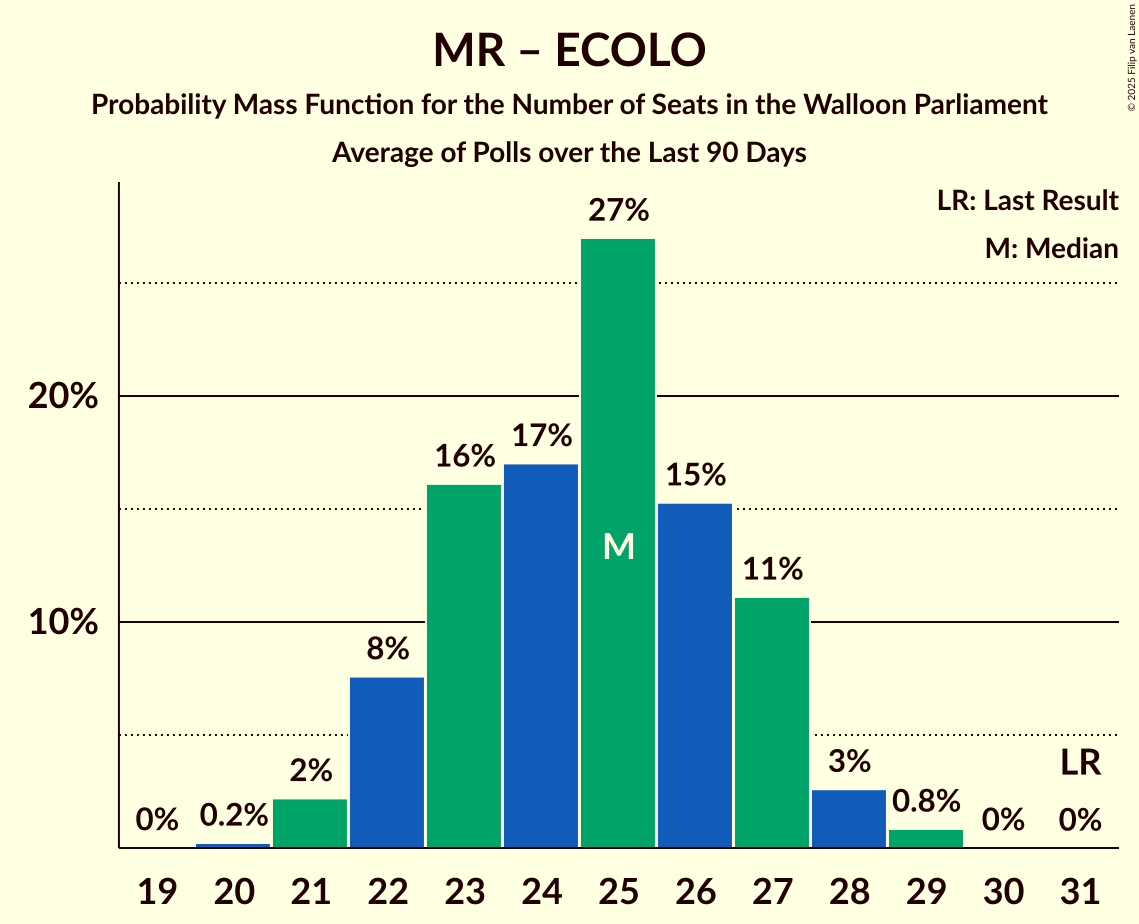 MR – ECOLO
Probability Mass Function for the Number of Seats in the Walloon Parliament
Average of Polls over the Last 90 Days
© 2025 Filip van Laenen
LR: Last Result
M: Median
20%
10%
0%
0.2%
2%
8%
16%
17%
27%
M
15%
11%
3%
0.8%
0%
LR
0%
19 20 21 22 23 24 25 26 27 28 29 30 31